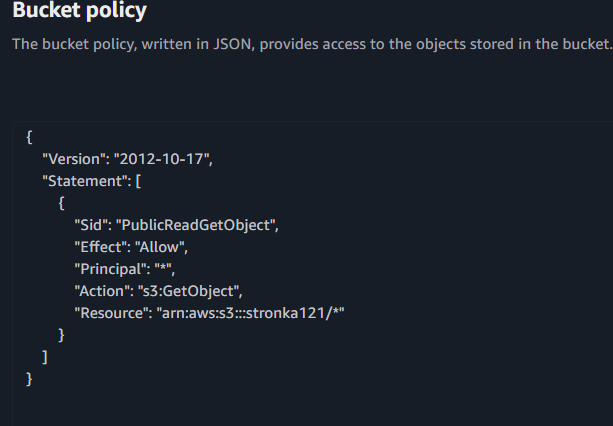 Bucket policy
The bucket policy, written in JSON, provides access to the objects stored in the bucket.
{
"Version": "2012-10-17",
"Statement": [
{
"Sid": "PublicReadGetObject",
"Effect": "Allow",
"Principal": "*",
"Action": "s3:GetObject",
"Resource": "arn:aws:s3:::stronka121/*"
}
]
}